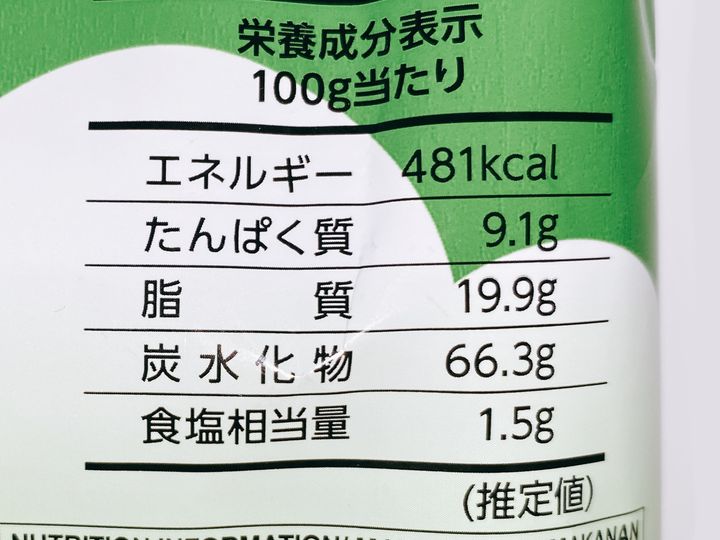 栄養成分表示
100g当たり
エネルギー 481kcal
たんぱく質 9.1g
脂質 19.9g
炭水化物 66.3g
食塩相当量 1.5g
(推定値)
NUTRITION INFORMATION/